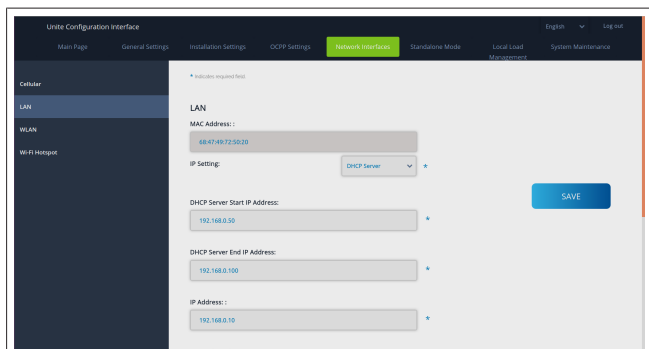 Unite Configuration Interface
English
Log out
Main Page
General Settings
Installation Settings
OCPP Settings
Network Interfaces
Standalone Mode
Local Load Management
System Maintenance
Cellular
LAN
WLAN
Wi-Fi Hotspot
* Indicates required field
LAN
MAC Address: :
68:47:49:72:50:20
IP Setting:
DHCP Server
*
SAVE
DHCP Server Start IP Address:
192.168.0.50
*
DHCP Server End IP Address:
192.168.0.100
*
IP Address: :
192.168.0.10
*